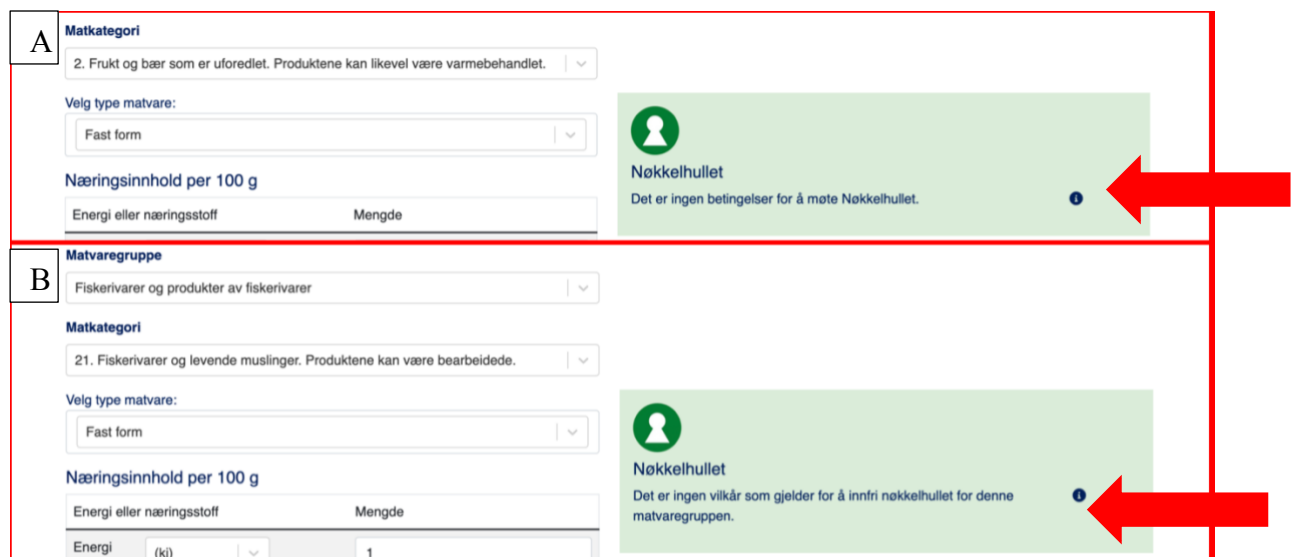 A
Matkategori
2. Frukt og bær som er uforedlet. Produktene kan likevel være varmebehandlet.
Velg type matvare:
Fast form
Næringsinnhold per 100 g
Energi eller næringsstoff Mengde
Nøkkelhullet
Det er ingen betingelser for å møte Nøkkelhullet.
B
Matvaregruppe
Fiskerivarer og produkter av fiskerivarer
Matkategori
21. Fiskerivarer og levende muslinger. Produktene kan være bearbeidede.
Velg type matvare:
Fast form
Næringsinnhold per 100 g
Energi eller næringsstoff Mengde
Energi (kj) 1
Nøkkelhullet
Det er ingen vilkår som gjelder for å innfri nøkkelhullet for denne
matvaregruppen.